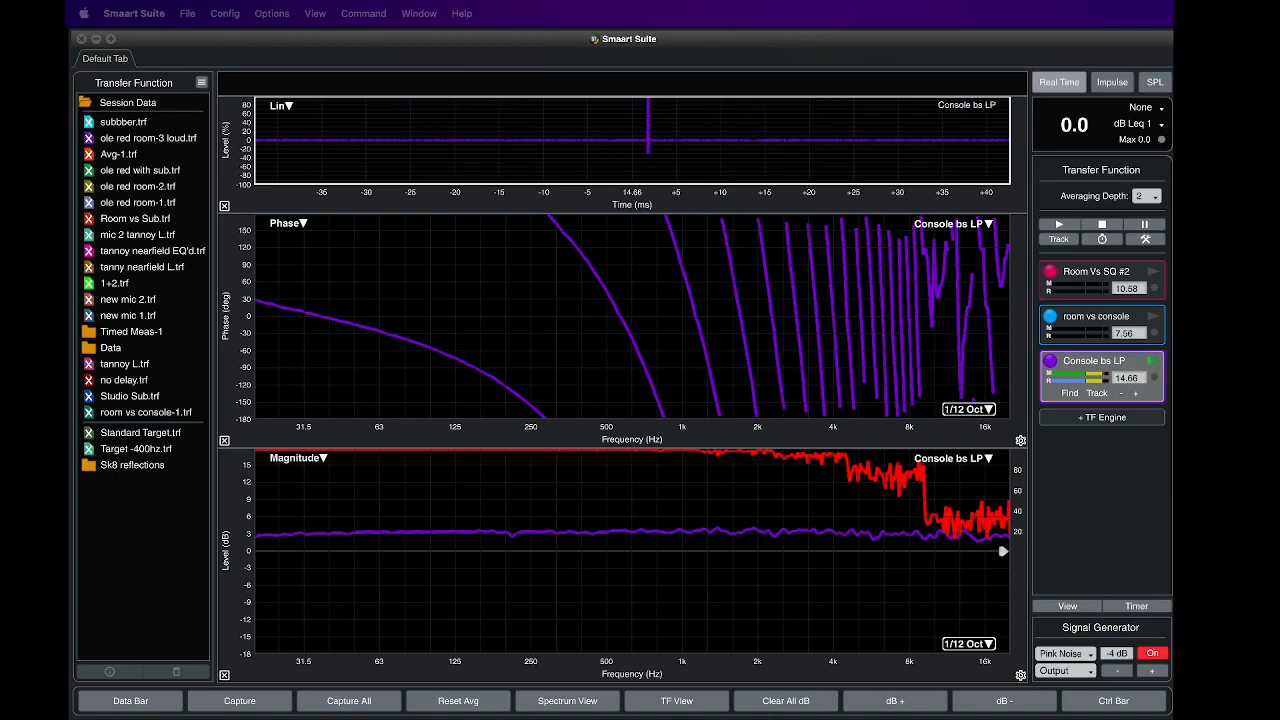 Smaart Suite File Config Options View Command Window Help
Smaart Suite
Default Tab
Transfer Function
Session Data
subbber.trf
ole red room-3 loud.trf
Avg-1.trf
ole red with sub.trf
ole red room-2.trf
ole red room-1.trf
Room vs Sub.trf
mic 2 tannoy L.trf
tannoy nearfield EQ'd.trf
tanny nearfield L.trf
1+2.trf
new mic 2.trf
new mic 1.trf
Timed Meas-1
Data
tannoy L.trf
no delay.trf
Studio Sub.trf
room vs console-1.trf
Standard Target.trf
Target -400hz.trf
Sk8 reflections
Lin▼
Console bs LP
Level (%)
80
60
40
20
0
-20
-40
-60
-80
-100
-35 -30 -25 -20 -15 -10 -5 14.66 +5 +10 +15 +20 +25 +30 +35 +40
Time (ms)
Phase▼
Console bs LP▼
Phase (deg)
150
120
90
60
30
0
-30
-60
-90
-120
-150
-180
1/12 Oct▼
31.5 63 125 250 500 1k 2k 4k 8k 16k
Frequency (Hz)
Magnitude▼
Console bs LP▼
Level (dB)
15
12
9
6
3
0
-3
-6
-9
-12
-15
-18
80
60
40
20
1/12 Oct▼
31.5 63 125 250 500 1k 2k 4k 8k 16k
Frequency (Hz)
Real Time Impulse SPL
None
0.0
dB Leq 1
Max 0.0
Transfer Function
Averaging Depth: 2
Track
Room Vs SQ #2
M
R
10.58
room vs console
M
R
7.56
Console bs LP
M
R
14.66
Find Track - +
+ TF Engine
View Timer
Signal Generator
Pink Noise -4 dB On
Output - +
Data Bar Capture Capture All Reset Avg Spectrum View TF View Clear All dB dB + dB - Ctrl Bar